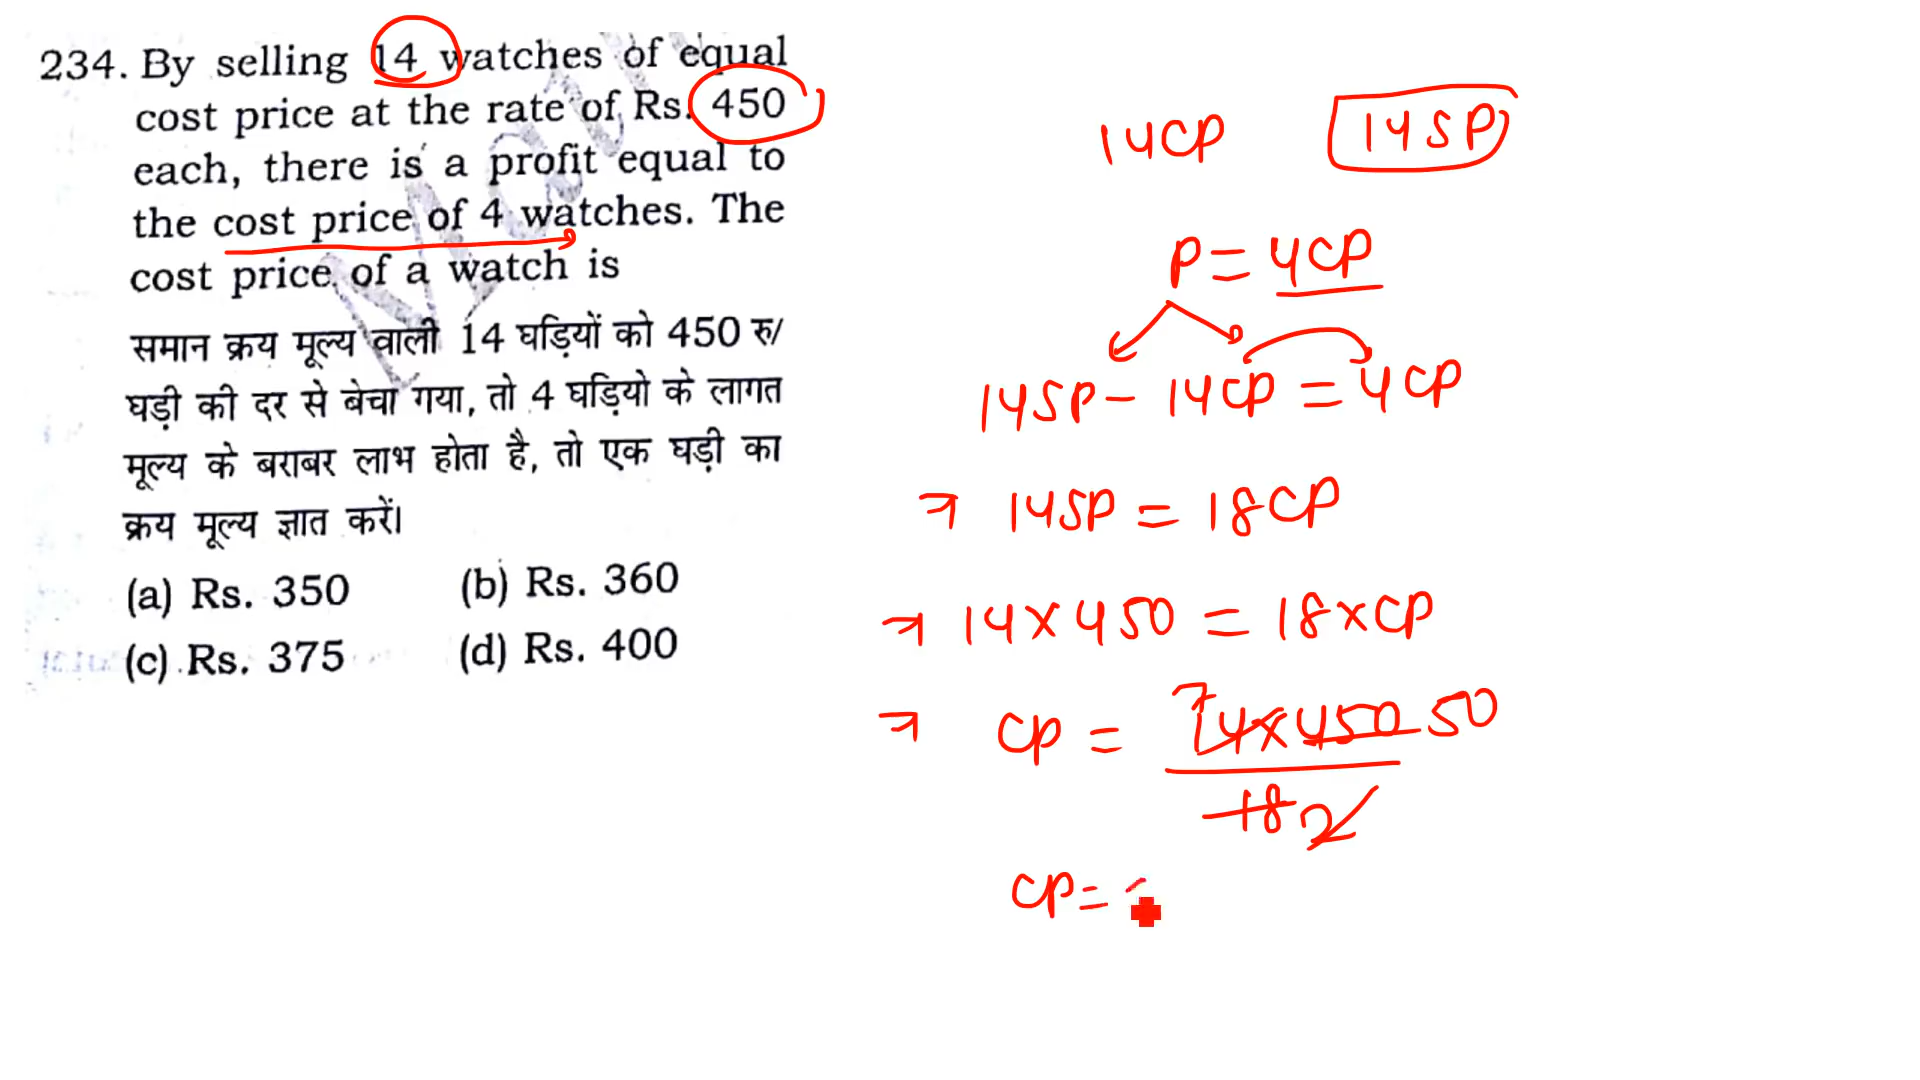 234. By selling 14 watches of equal
cost price at the rate of Rs. 450
each, there is a profit equal to
the cost price of 4 watches. The
cost price of a watch is
समान क्रय मूल्य वाली 14 घड़ियों को 450 रु/
घड़ी की दर से बेचा गया, तो 4 घड़ियो के लागत
मूल्य के बराबर लाभ होता है, तो एक घड़ी का
क्रय मूल्य ज्ञात करें।
(a) Rs. 350 (b) Rs. 360
(c) Rs. 375 (d) Rs. 400
14CP 14SP
P = 4CP
14SP - 14CP = 4CP
⇒ 14SP = 18CP
⇒ 14 × 450 = 18 × CP
⇒ CP = 14 × 450 50
7
18 2
CP =